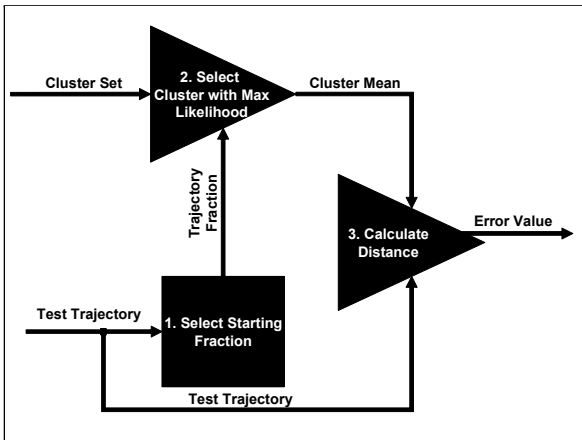 Cluster Set
2. Select
Cluster with Max
Likelihood
Cluster Mean
Trajectory
Fraction
3. Calculate
Distance
Error Value
Test Trajectory
1. Select Starting
Fraction
Test Trajectory